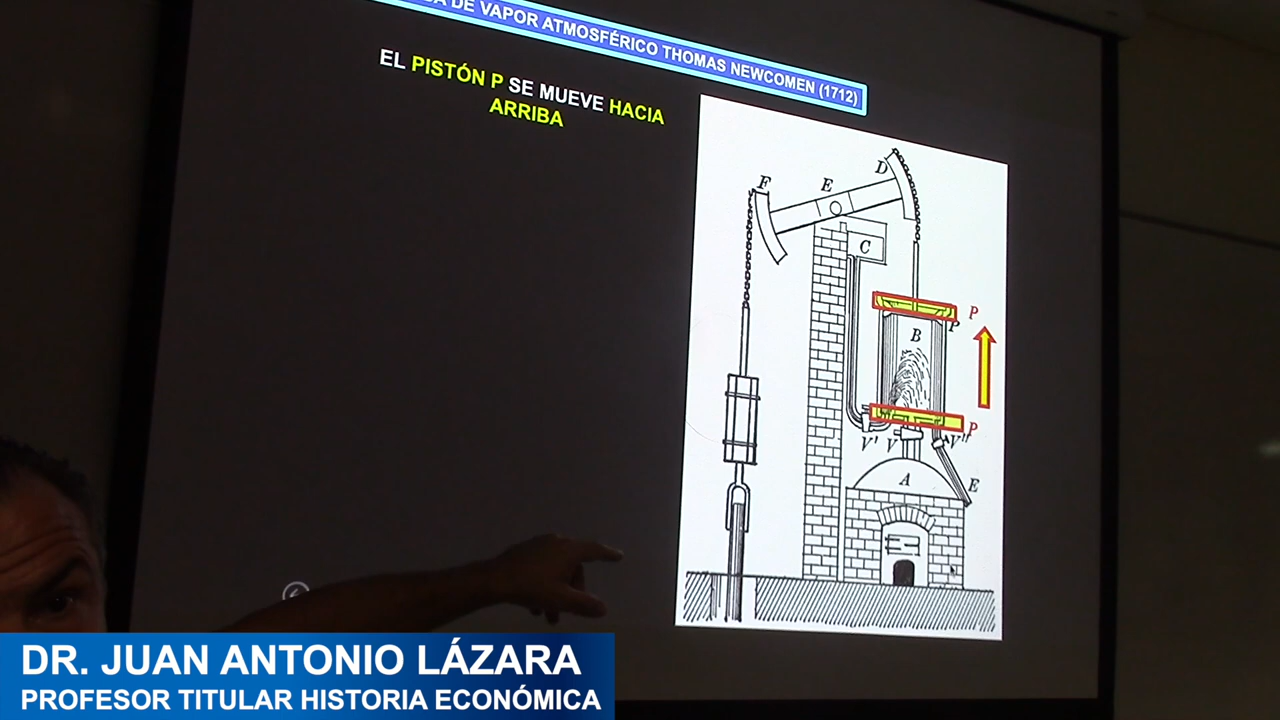 DE VAPOR ATMOSFÉRICO THOMAS NEWCOMEN (1712)
EL PISTÓN P SE MUEVE HACIA
ARRIBA
F
E
D
C
P
P
B
P
V' V V''
A
E
DR. JUAN ANTONIO LÁZARA
PROFESOR TITULAR HISTORIA ECONÓMICA